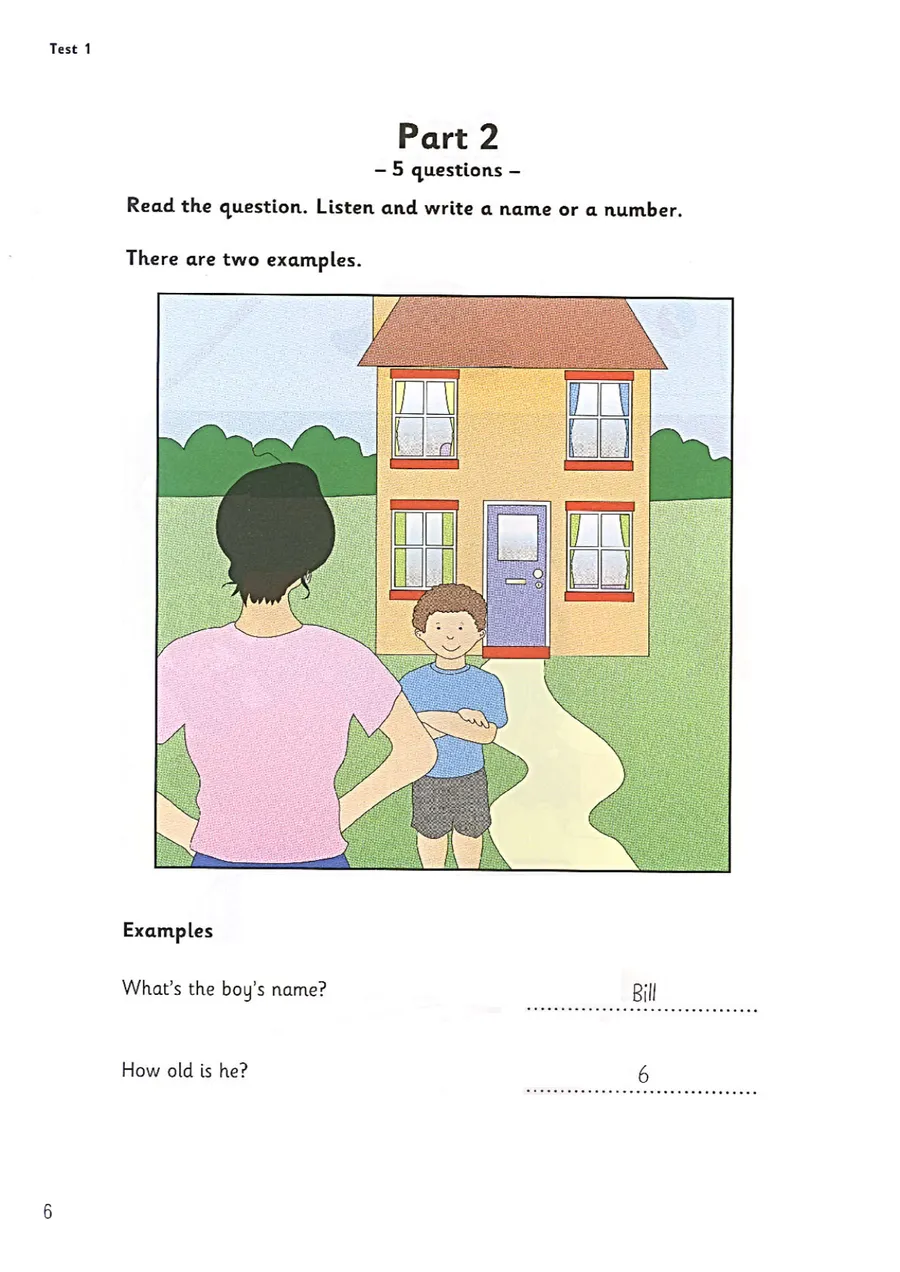 Test 1
Part 2
– 5 questions –
Read the question. Listen and write a name or a number.
There are two examples.
Examples
What's the boy's name?
Bill
How old is he?
6
6